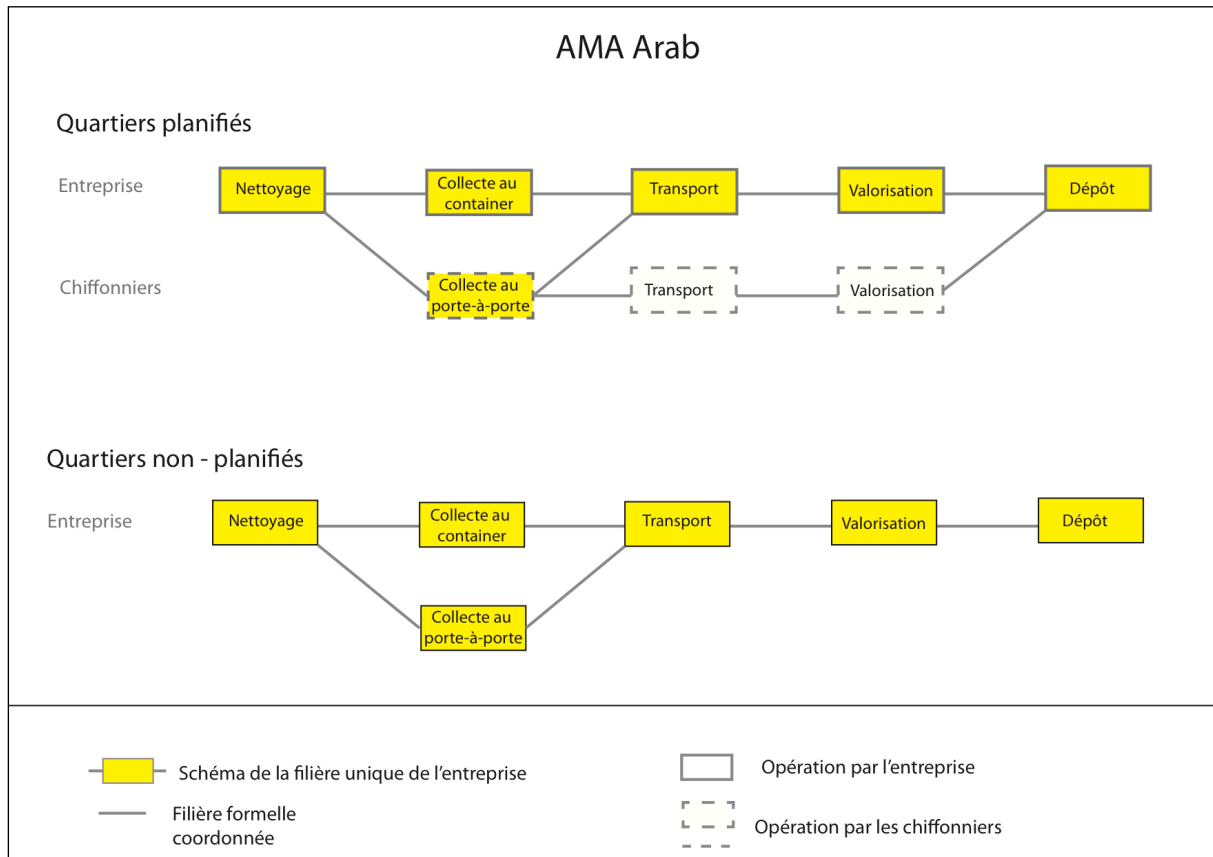 AMA Arab
Quartiers planifiés
Entreprise
Nettoyage
Collecte au
container
Transport
Valorisation
Dépôt
Chiffonniers
Collecte au
porte-à-porte
Transport
Valorisation
Quartiers non - planifiés
Entreprise
Nettoyage
Collecte au
container
Transport
Valorisation
Dépôt
Collecte au
porte-à-porte
Schéma de la filière unique de l'entreprise
Filière formelle
coordonnée
Opération par l'entreprise
Opération par les chiffonniers